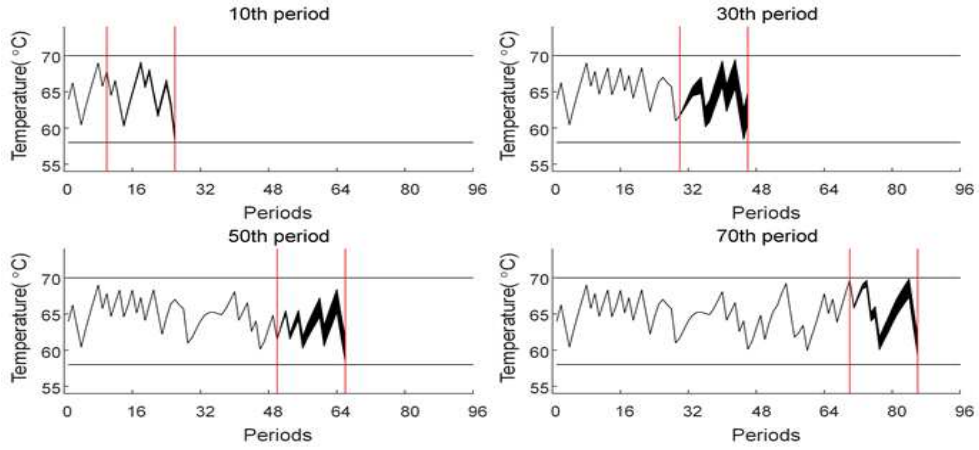 10th period
Temperature( °C)
70
65
60
55
0 16 32 48 64 80 96
Periods
30th period
Temperature( °C)
70
65
60
55
0 16 32 48 64 80 96
Periods
50th period
Temperature( °C)
70
65
60
55
0 16 32 48 64 80 96
Periods
70th period
Temperature( °C)
70
65
60
55
0 16 32 48 64 80 96
Periods